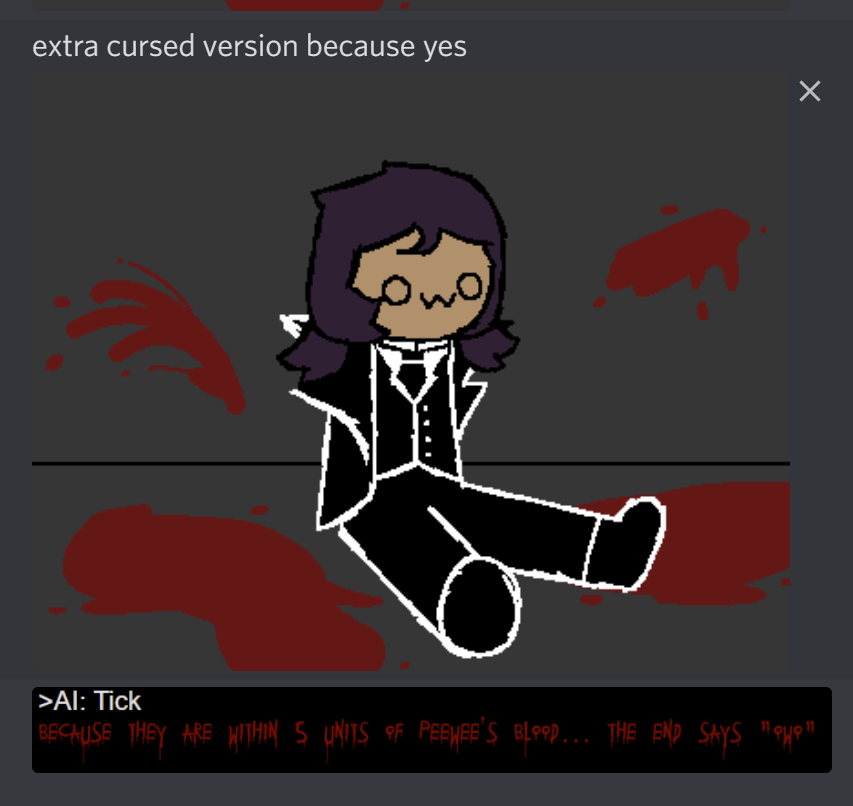 extra cursed version because yes
>AI: Tick
BECAUSE THEY ARE WITHIN 5 UNITS OF PEEWEE'S BLOOD... THE END SAYS "OWO"